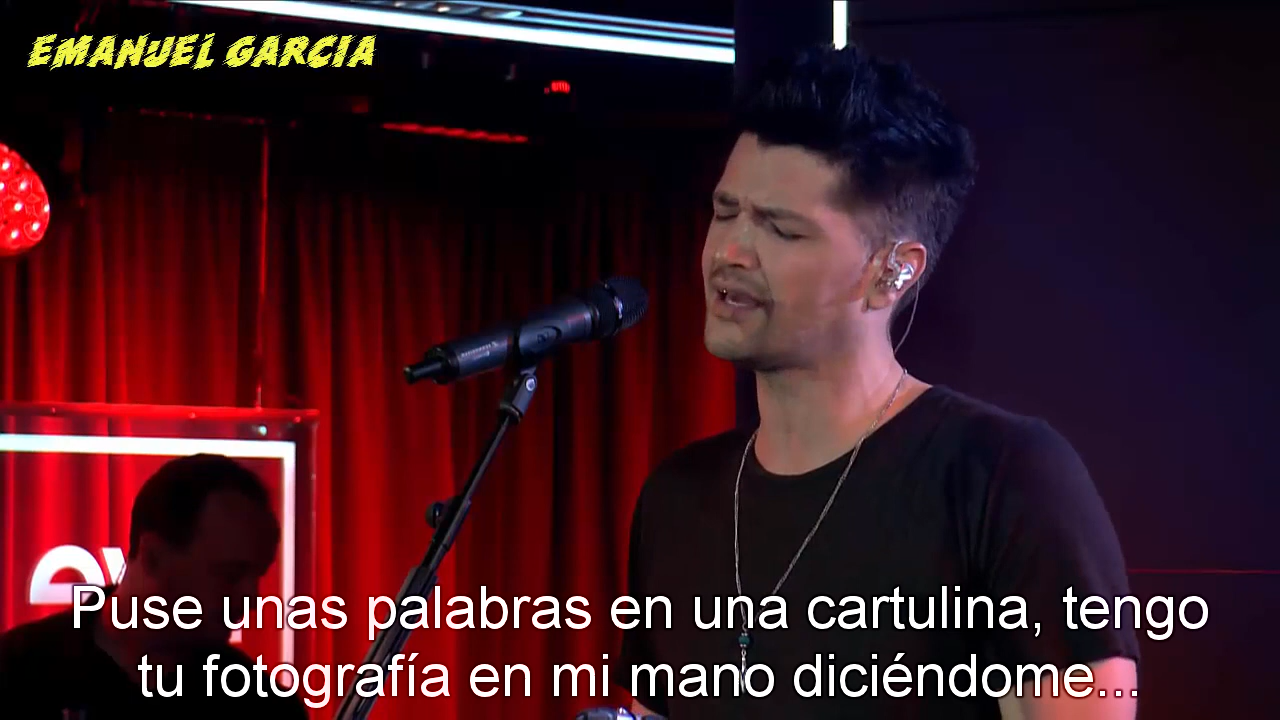 EMANUEL GARCIA
Puse unas palabras en una cartulina, tengo
tu fotografía en mi mano diciéndome...